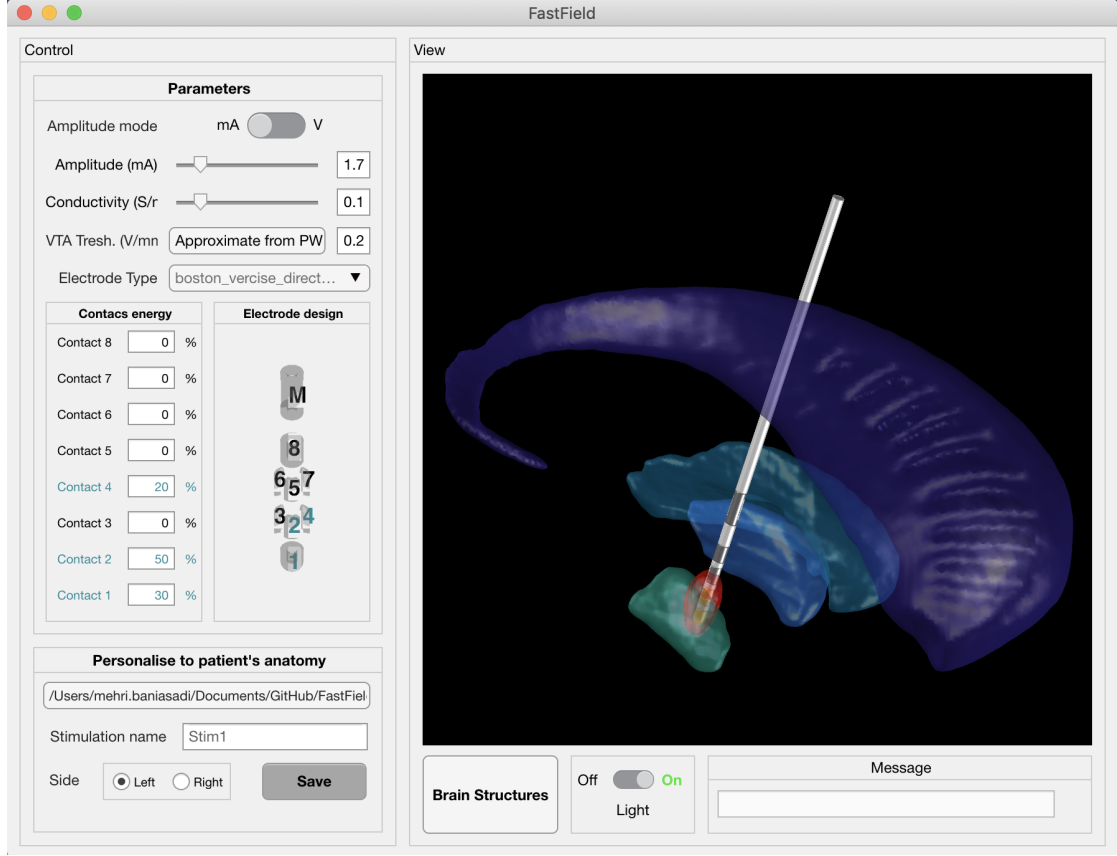 FastField
Control
Parameters
Amplitude mode mA V
Amplitude (mA) 1.7
Conductivity (S/r 0.1
VTA Tresh. (V/mn Approximate from PW 0.2
Electrode Type boston_vercise_direct...
Contacs energy
Contact 8 0 %
Contact 7 0 %
Contact 6 0 %
Contact 5 0 %
Contact 4 20 %
Contact 3 0 %
Contact 2 50 %
Contact 1 30 %
Electrode design
M
8
6 5 7
3 2 4
1
Personalise to patient's anatomy
/Users/mehri.baniasadi/Documents/GitHub/FastFiel
Stimulation name Stim1
Side Left Right Save
View
Brain Structures
Off On
Light
Message